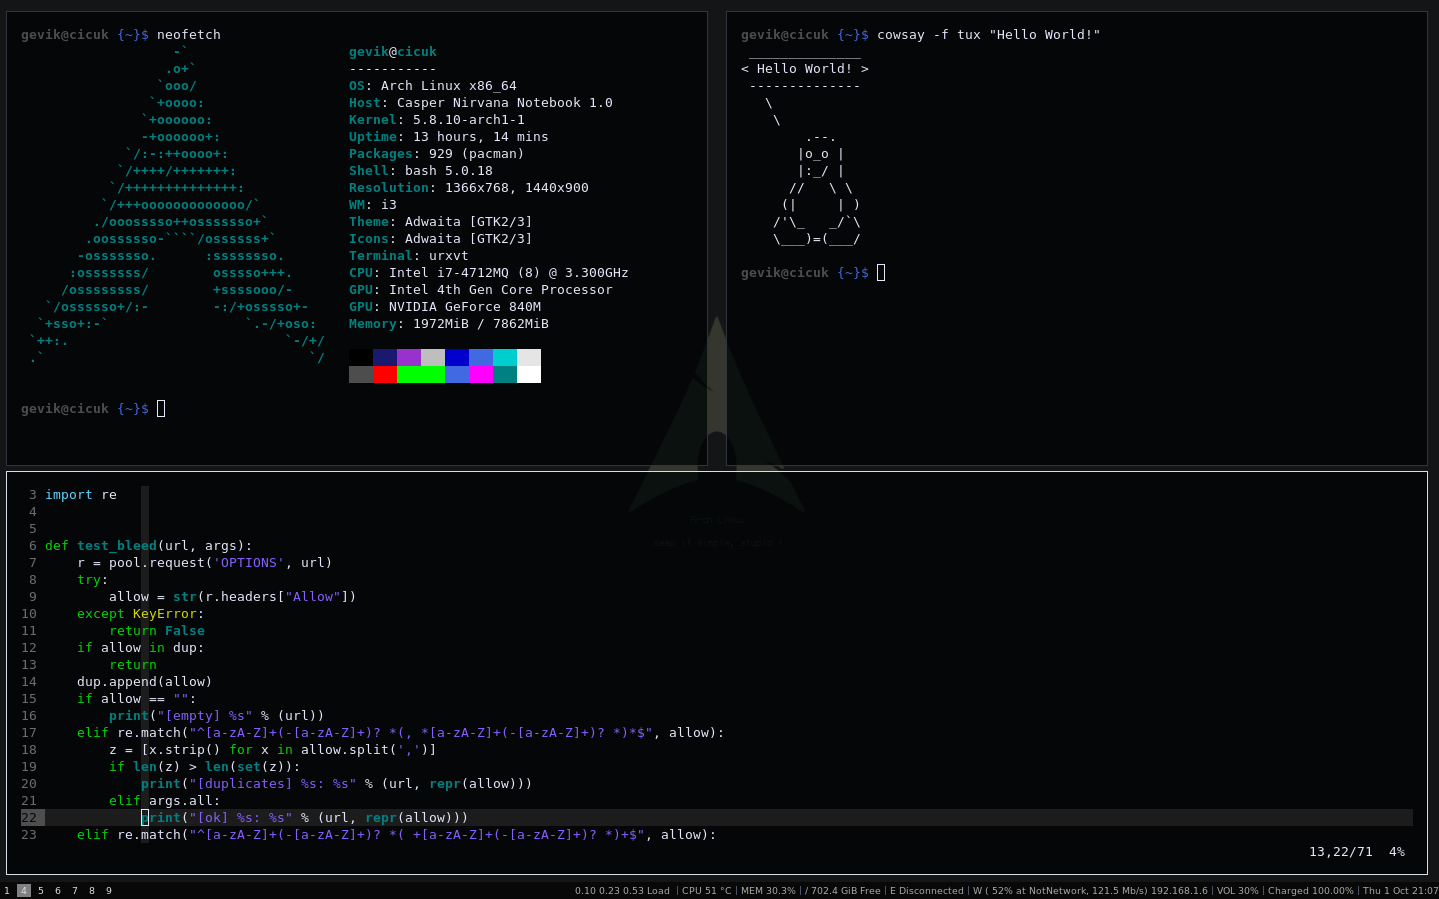 gevik@cicuk {~}$ neofetch
                   -`                    gevik@cicuk
                  .o+`                   -----------
                 `ooo/                   OS: Arch Linux x86_64
                `+oooo:                  Host: Casper Nirvana Notebook 1.0
               `+oooooo:                 Kernel: 5.8.10-arch1-1
               -+oooooo+:                Uptime: 13 hours, 14 mins
             `/:-:++oooo+:               Packages: 929 (pacman)
            `/++++/+++++++:              Shell: bash 5.0.18
           `/++++++++++++++:             Resolution: 1366x768, 1440x900
          `/+++ooooooooooooo/`           WM: i3
         ./ooosssso++osssssso+`          Theme: Adwaita [GTK2/3]
        .oossssso-````/ossssss+`         Icons: Adwaita [GTK2/3]
       -osssssso.      :ssssssso.        Terminal: urxvt
      :osssssss/        osssso+++.       CPU: Intel i7-4712MQ (8) @ 3.300GHz
     /ossssssss/        +ssssooo/-       GPU: Intel 4th Gen Core Processor
   `/ossssso+/:-        -:/+osssso+-     GPU: NVIDIA GeForce 840M
  `+sso+:-`                 `.-/+oso:    Memory: 1972MiB / 7862MiB
 `++:.                           `-/+/
 .`                                 `/
gevik@cicuk {~}$
gevik@cicuk {~}$ cowsay -f tux "Hello World!"
 ______________
< Hello World! >
 --------------
   \
    \
        .--.
       |o_o |
       |:_/ |
      //   \ \
     (|     | )
    /'\_   _/`\
    \___)=(___/
gevik@cicuk {~}$
3 import re
4
5
6 def test_bleed(url, args):
7     r = pool.request('OPTIONS', url)
8     try:
9         allow = str(r.headers["Allow"])
10     except KeyError:
11         return False
12     if allow in dup:
13         return
14     dup.append(allow)
15     if allow == "":
16         print("[empty] %s" % (url))
17     elif re.match("^[a-zA-Z]+(-[a-zA-Z]+)? *(, *[a-zA-Z]+(-[a-zA-Z]+)? *)*$", allow):
18         z = [x.strip() for x in allow.split(',')]
19         if len(z) > len(set(z)):
20             print("[duplicates] %s: %s" % (url, repr(allow)))
21         elif args.all:
22             print("[ok] %s: %s" % (url, repr(allow)))
23     elif re.match("^[a-zA-Z]+(-[a-zA-Z]+)? *( +[a-zA-Z]+(-[a-zA-Z]+)? *)+$", allow):
13,22/71 4%
1 4 5 6 7 8 9 0.10 0.23 0.53 Load | CPU 51 °C | MEM 30.3% | / 702.4 GiB Free | E Disconnected | W ( 52% at NotNetwork, 121.5 Mb/s) 192.168.1.6 | VOL 30% | Charged 100.00% | Thu 1 Oct 21:07